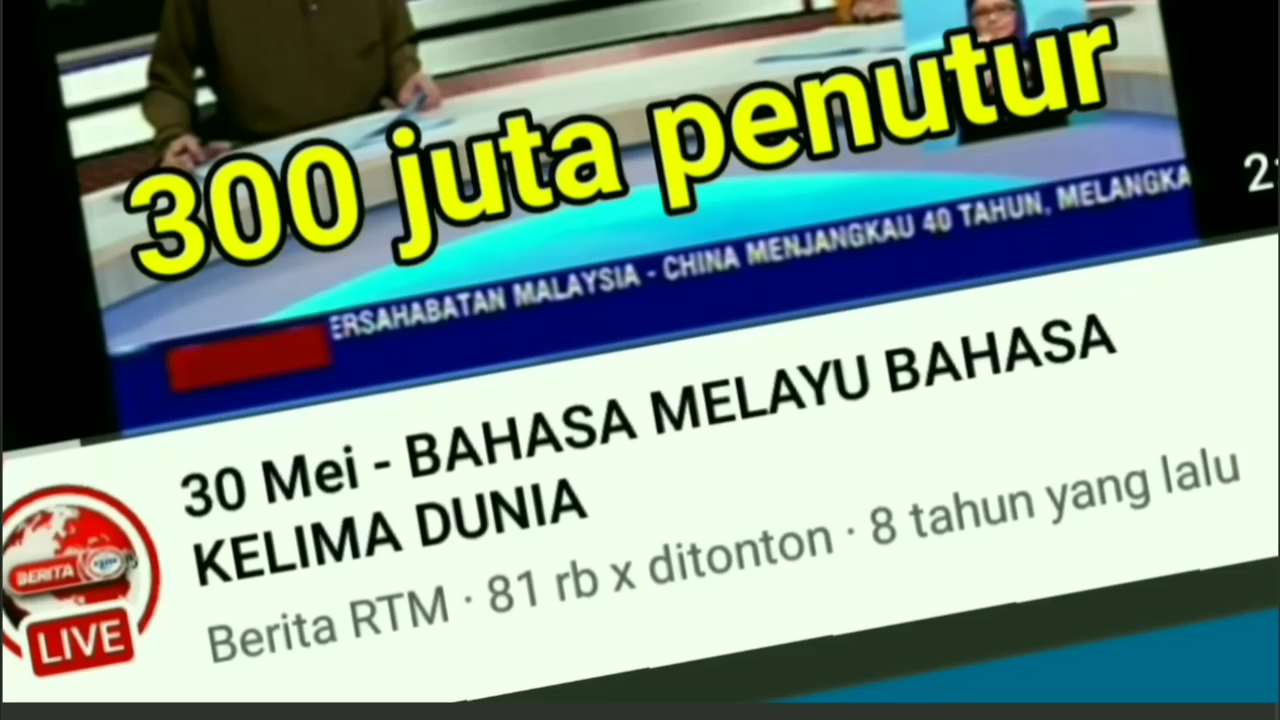 300 juta penutur
ERSAHABATAN MALAYSIA - CHINA MENJANGKAU 40 TAHUN, MELANGKA
2:
30 Mei - BAHASA MELAYU BAHASA
KELIMA DUNIA
Berita RTM · 81 rb x ditonton · 8 tahun yang lalu
BERITA
LIVE